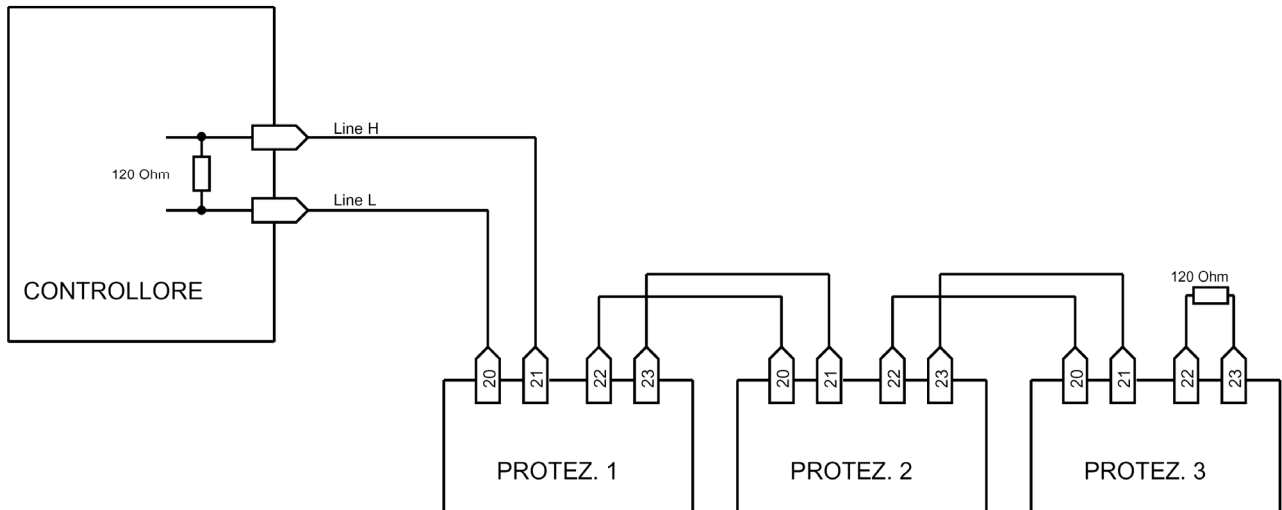 Line H
120 Ohm
Line L
CONTROLLORE
120 Ohm
20 21 22 23 20 21 22 23 20 21 22 23
PROTEZ. 1 PROTEZ. 2 PROTEZ. 3